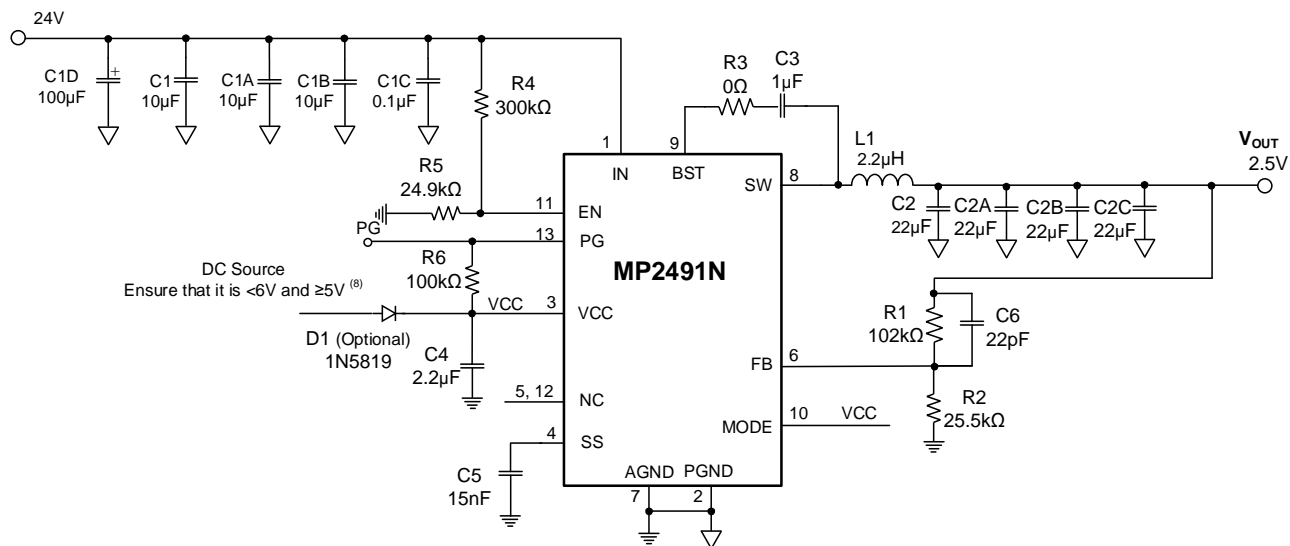 24V
C1D
100µF
+
C1
10µF
C1A
10µF
C1B
10µF
C1C
0.1µF
R4
300kΩ
R3
0Ω
C3
1µF
1
9
IN
BST
L1
2.2µH
V_OUT
2.5V
SW
8
R5
24.9kΩ
11
EN
C2
22µF
C2A
22µF
C2B
22µF
C2C
22µF
PG
13
PG
R6
100kΩ
MP2491N
DC Source
Ensure that it is <6V and ≥5V (8)
VCC
3
VCC
D1 (Optional)
1N5819
C4
2.2µF
R1
102kΩ
C6
22pF
FB
6
R2
25.5kΩ
5, 12
NC
MODE
10
VCC
4
SS
C5
15nF
AGND
PGND
7
2